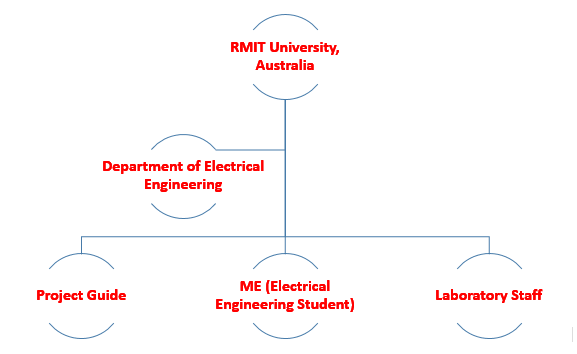 RMIT University,
Australia
Department of Electrical
Engineering
Project Guide
ME (Electrical
Engineering Student)
Laboratory Staff